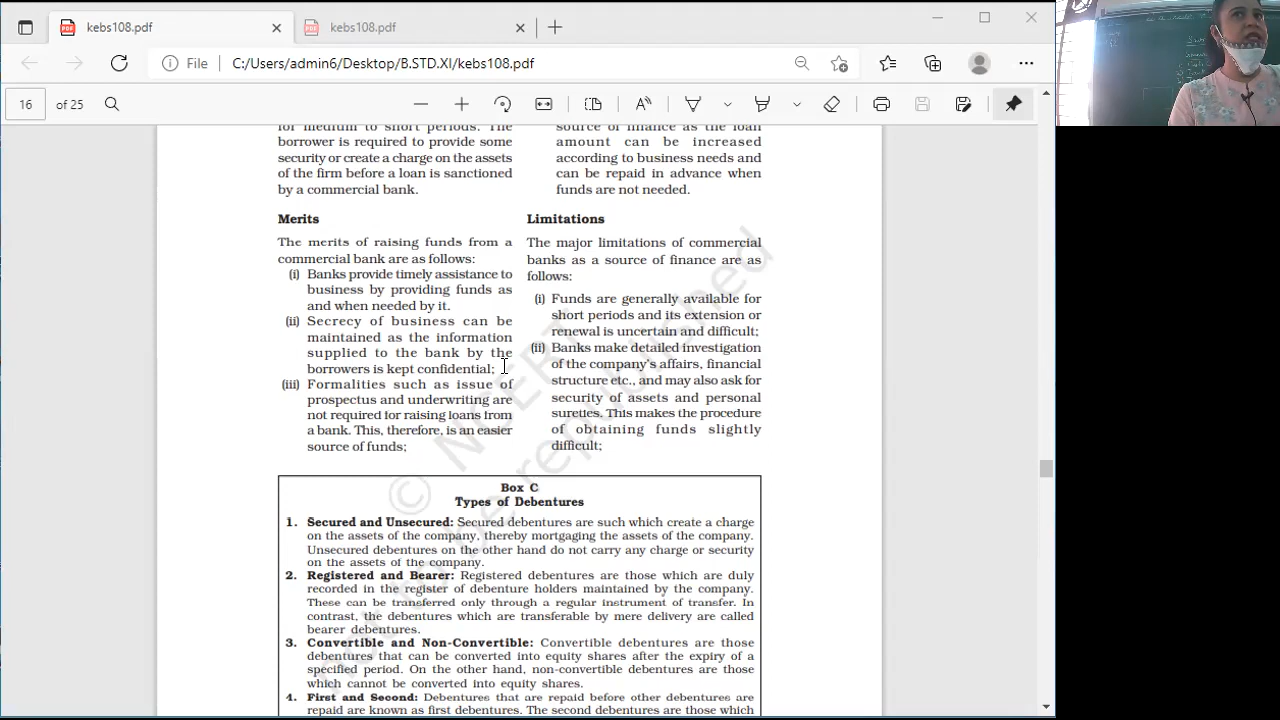 kebs108.pdf
kebs108.pdf
File
C:/Users/admin6/Desktop/B.STD.XI/kebs108.pdf
16
of 25
for medium to short periods. The
borrower is required to provide some
security or create a charge on the assets
of the firm before a loan is sanctioned
by a commercial bank.
source of finance as the loan
amount can be increased
according to business needs and
can be repaid in advance when
funds are not needed.
Merits
The merits of raising funds from a
commercial bank are as follows:
(i) Banks provide timely assistance to
business by providing funds as
and when needed by it.
(ii) Secrecy of business can be
maintained as the information
supplied to the bank by the
borrowers is kept confidential;
(iii) Formalities such as issue of
prospectus and underwriting are
not required for raising loans from
a bank. This, therefore, is an easier
source of funds;
Limitations
The major limitations of commercial
banks as a source of finance are as
follows:
(i) Funds are generally available for
short periods and its extension or
renewal is uncertain and difficult;
(ii) Banks make detailed investigation
of the company's affairs, financial
structure etc., and may also ask for
security of assets and personal
sureties. This makes the procedure
of obtaining funds slightly
difficult;
Box C
Types of Debentures
1. Secured and Unsecured: Secured debentures are such which create a charge
on the assets of the company, thereby mortgaging the assets of the company.
Unsecured debentures on the other hand do not carry any charge or security
on the assets of the company.
2. Registered and Bearer: Registered debentures are those which are duly
recorded in the register of debenture holders maintained by the company.
These can be transferred only through a regular instrument of transfer. In
contrast, the debentures which are transferable by mere delivery are called
bearer debentures.
3. Convertible and Non-Convertible: Convertible debentures are those
debentures that can be converted into equity shares after the expiry of a
specified period. On the other hand, non-convertible debentures are those
which cannot be converted into equity shares.
4. First and Second: Debentures that are repaid before other debentures are
repaid are known as first debentures. The second debentures are those which
© NCERT
not to be republished